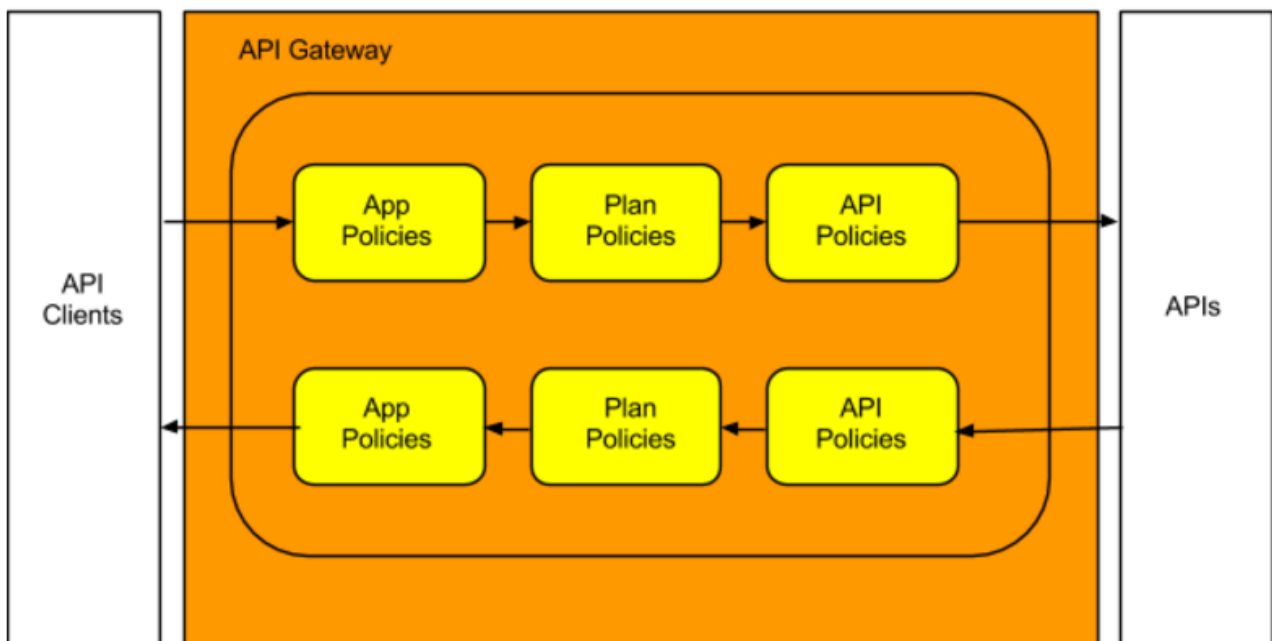 API Gateway
App
Policies
Plan
Policies
API
Policies
API
Clients
APIs
App
Policies
Plan
Policies
API
Policies